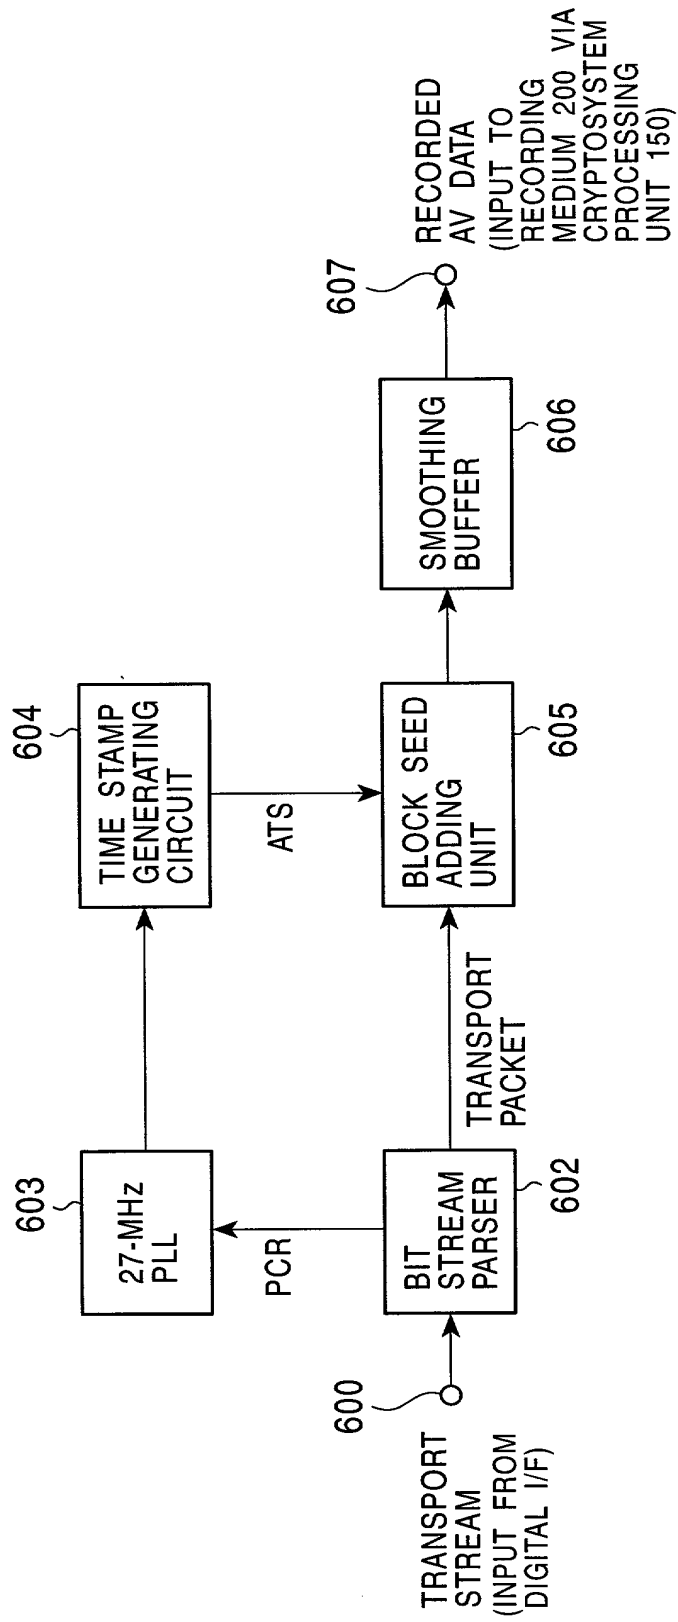 603
27-MHz
PLL
604
TIME STAMP
GENERATING
CIRCUIT
PCR
ATS
600
TRANSPORT
STREAM
(INPUT FROM
DIGITAL I/F)
BIT
STREAM
PARSER
602
TRANSPORT
PACKET
BLOCK SEED
ADDING
UNIT
605
SMOOTHING
BUFFER
606
607
RECORDED
AV DATA
(INPUT TO
RECORDING
MEDIUM 200 VIA
CRYPTOSYSTEM
PROCESSING
UNIT 150)